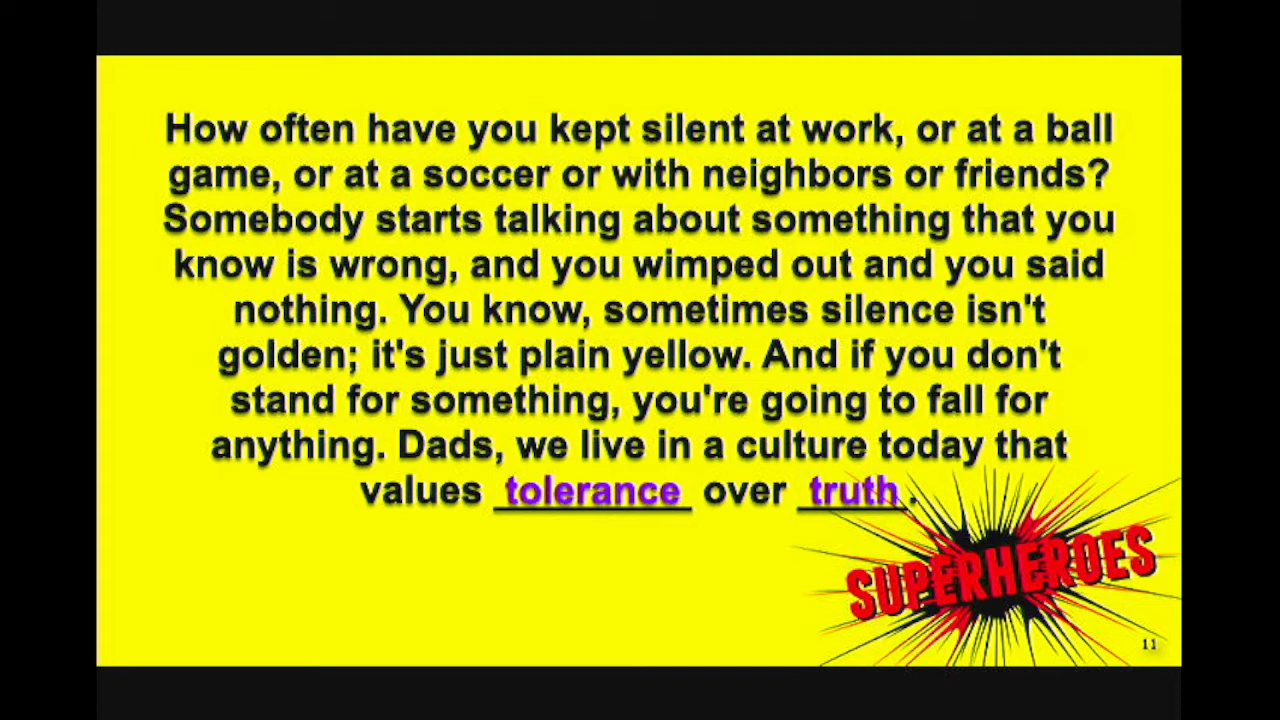 How often have you kept silent at work, or at a ball
game, or at a soccer or with neighbors or friends?
Somebody starts talking about something that you
know is wrong, and you wimped out and you said
nothing. You know, sometimes silence isn't
golden; it's just plain yellow. And if you don't
stand for something, you're going to fall for
anything. Dads, we live in a culture today that
values tolerance over truth.
SUPERHEROES
11